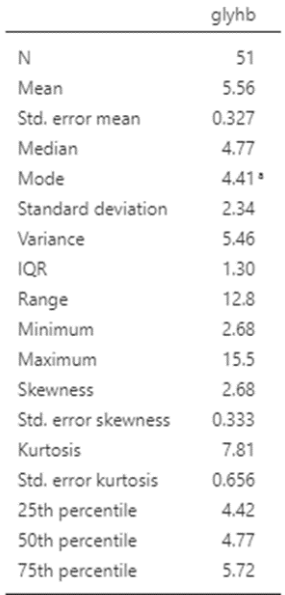 glyhb
N 51
Mean 5.56
Std. error mean 0.327
Median 4.77
Mode 4.41ᵃ
Standard deviation 2.34
Variance 5.46
IQR 1.30
Range 12.8
Minimum 2.68
Maximum 15.5
Skewness 2.68
Std. error skewness 0.333
Kurtosis 7.81
Std. error kurtosis 0.656
25th percentile 4.42
50th percentile 4.77
75th percentile 5.72